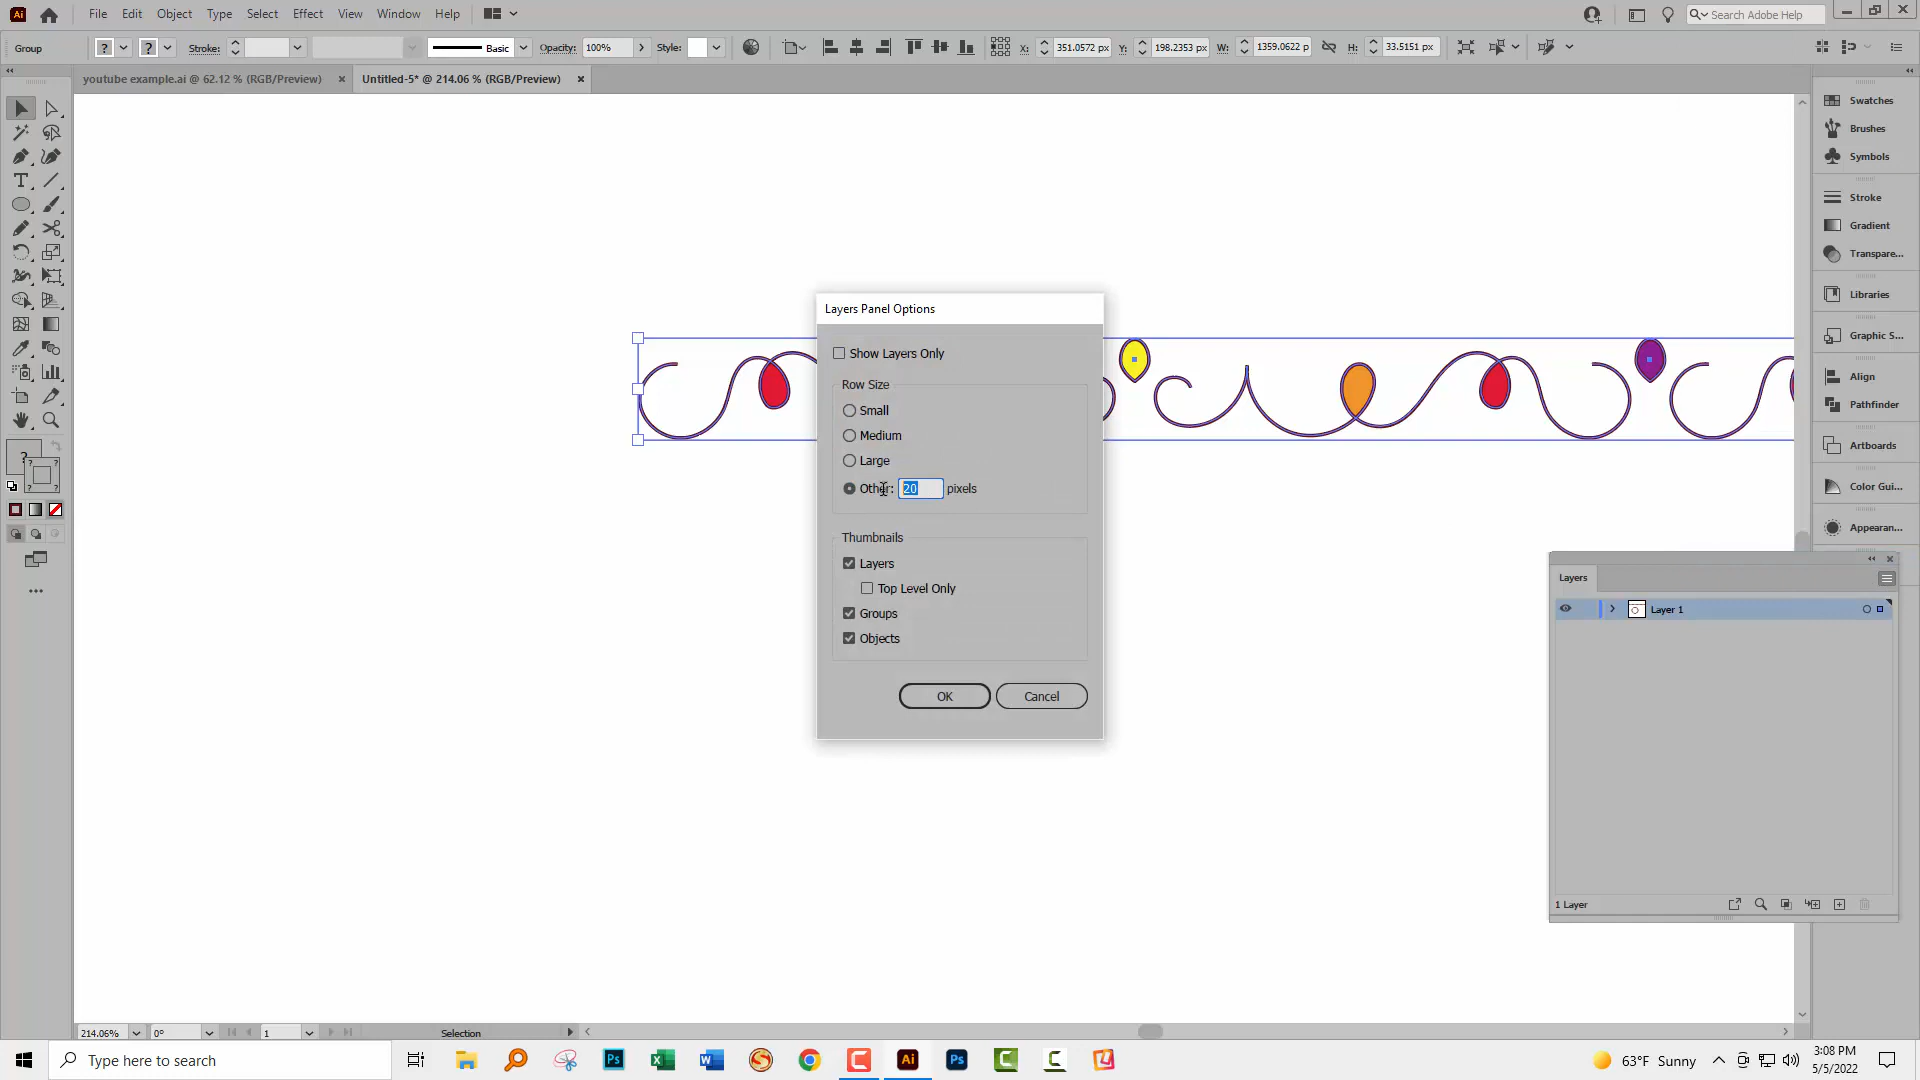 File Edit Object Type Select Effect View Window Help Search Adobe Help
Group Stroke: Basic Opacity: 100% Style: X: 351.0572 px Y: 198.2353 px W: 1359.0622 p H: 33.5151 px
youtube example.ai @ 62.12 % (RGB/Preview) Untitled-5* @ 214.06 % (RGB/Preview)
Swatches
Brushes
Symbols
Stroke
Gradient
Transpare...
Libraries
Graphic S...
Align
Pathfinder
Artboards
Color Gui...
Appearan...
Layers Panel Options
Show Layers Only
Row Size
Small
Medium
Large
Other: 20 pixels
Thumbnails
Layers
Top Level Only
Groups
Objects
OK Cancel
Layers
Layer 1
1 Layer
214.06% 0° 1 Selection
Type here to search
63°F Sunny
3:08 PM
5/5/2022